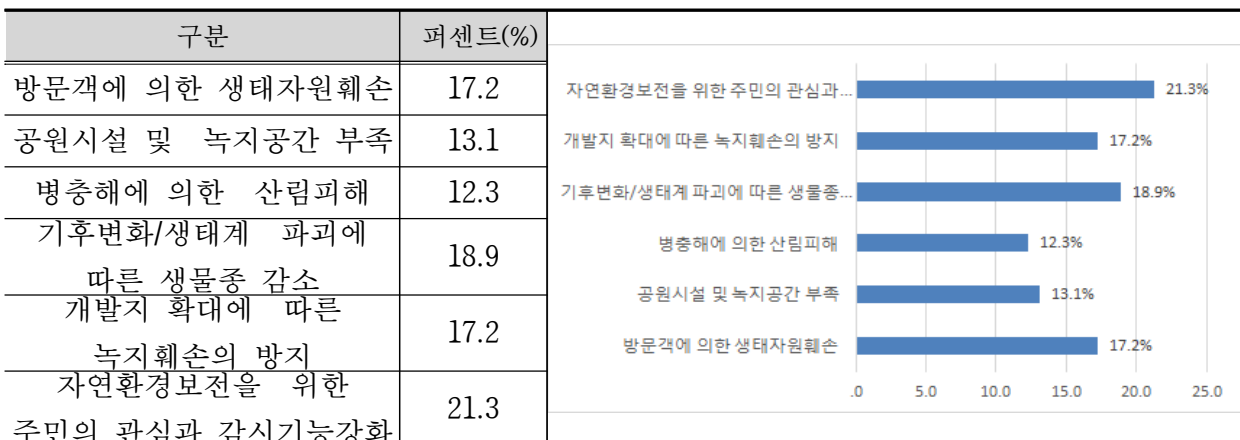 구분 퍼센트(%)
방문객에 의한 생태자원훼손 17.2
공원시설 및 녹지공간 부족 13.1
병충해에 의한 산림피해 12.3
기후변화/생태계 파괴에
따른 생물종 감소 18.9
개발지 확대에 따른
녹지훼손의 방지 17.2
자연환경보전을 위한
주민의 관심과 감시기능강화 21.3
자연환경보전을 위한 주민의 관심과... 21.3%
개발지 확대에 따른 녹지훼손의 방지 17.2%
기후변화/생태계 파괴에 따른 생물종... 18.9%
병충해에 의한 산림피해 12.3%
공원시설 및 녹지공간 부족 13.1%
방문객에 의한 생태자원훼손 17.2%
.0 5.0 10.0 15.0 20.0 25.0